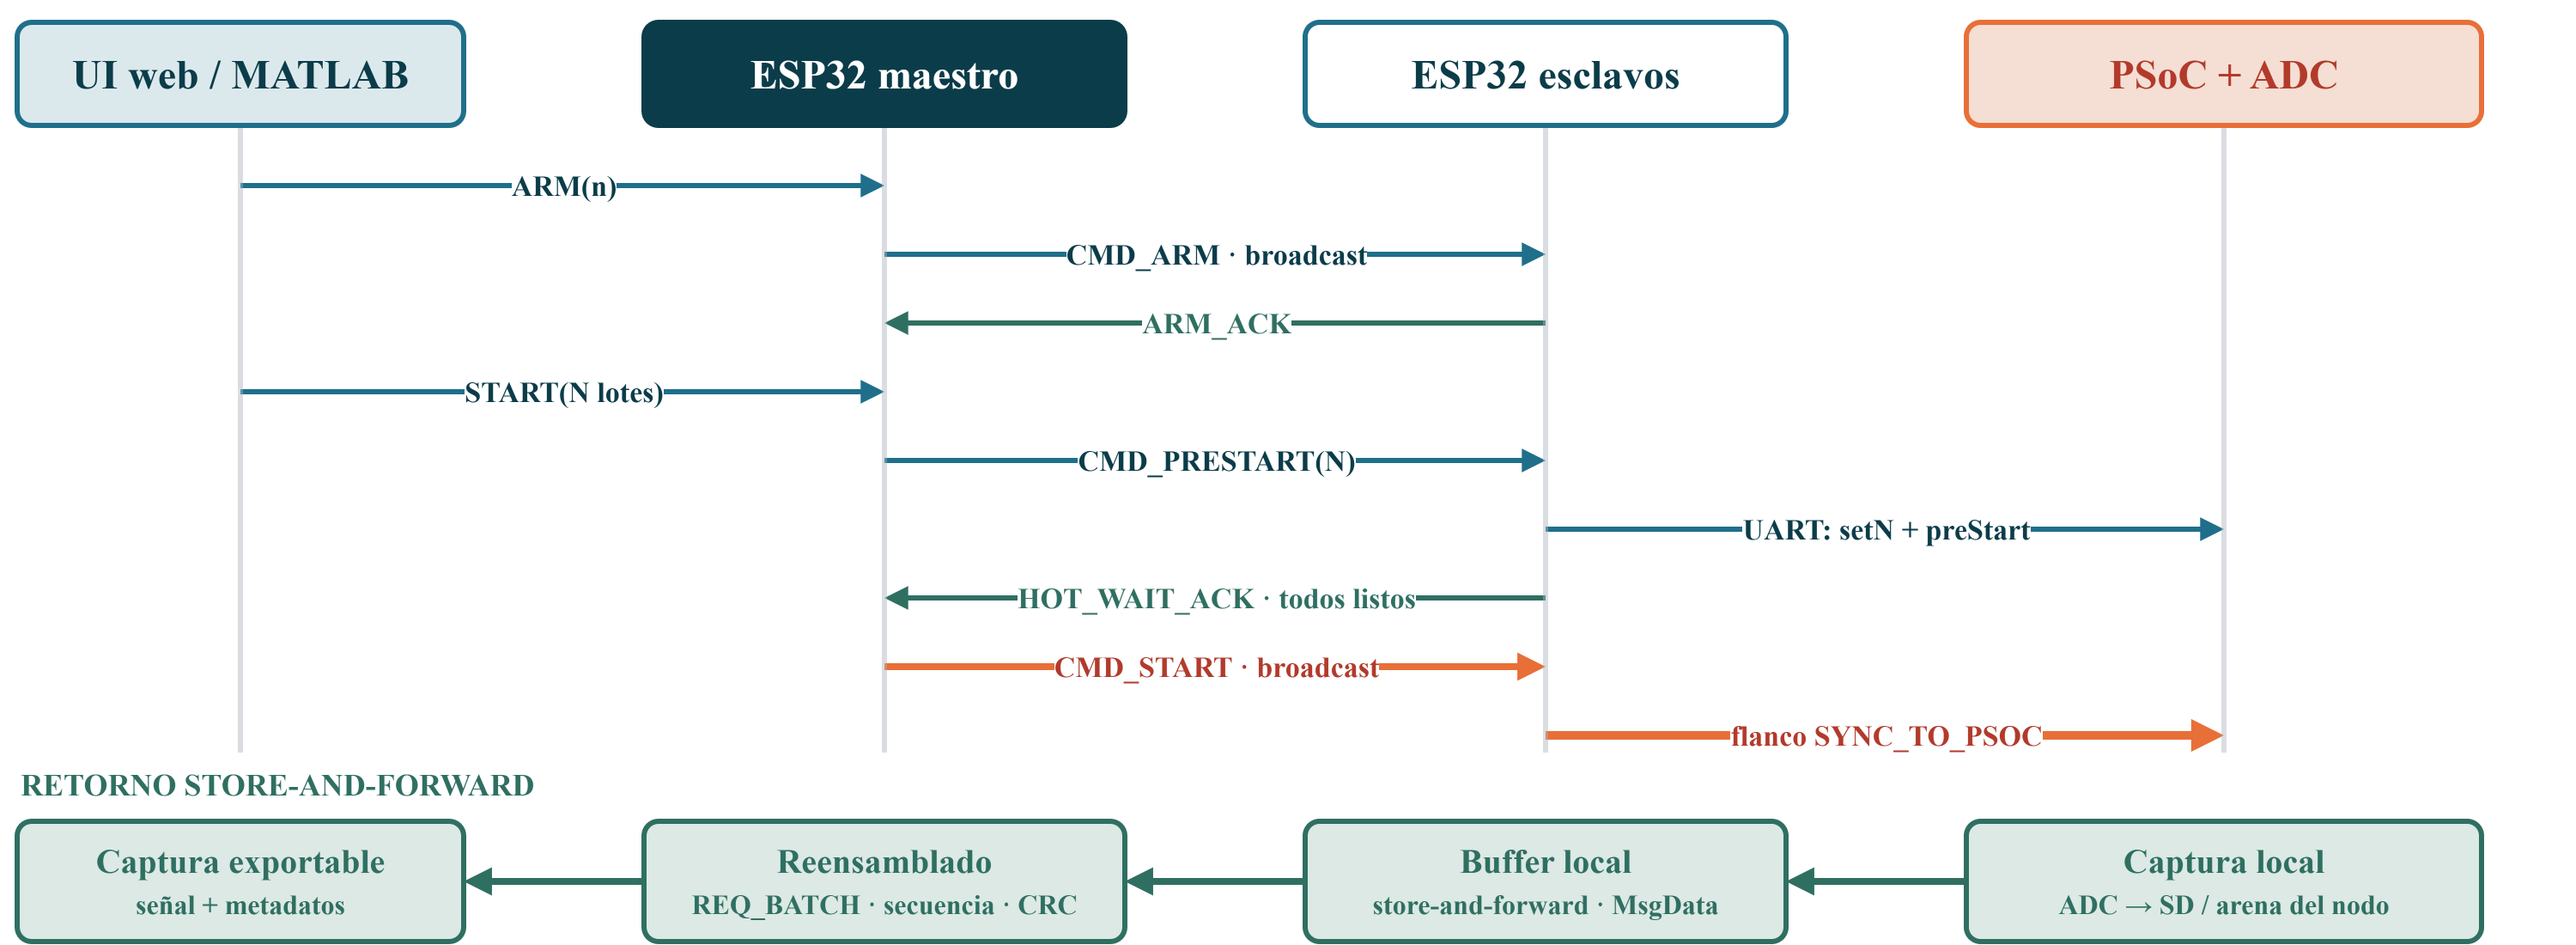 UI web / MATLAB
ESP32 maestro
ESP32 esclavos
PSoC + ADC
ARM(n)
CMD_ARM · broadcast
ARM_ACK
START(N lotes)
CMD_PRESTART(N)
UART: setN + preStart
HOT_WAIT_ACK · todos listos
CMD_START · broadcast
flanco SYNC_TO_PSOC
RETORNO STORE-AND-FORWARD
Captura exportable
señal + metadatos
Reensamblado
REQ_BATCH · secuencia · CRC
Buffer local
store-and-forward · MsgData
Captura local
ADC → SD / arena del nodo